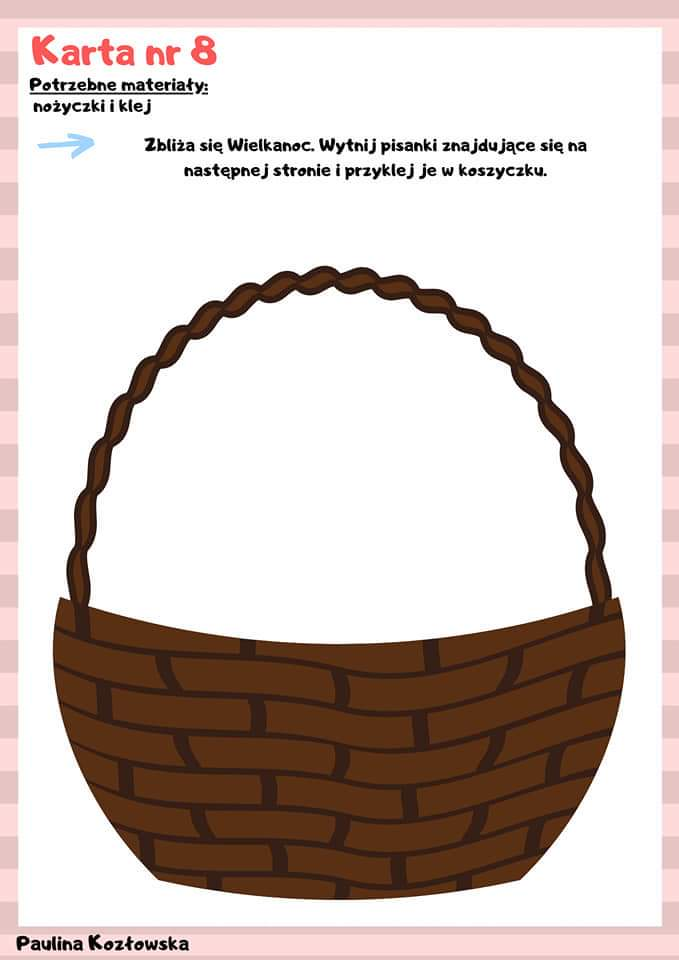 Karta nr 8
Potrzebne materiały:
nożyczki i klej
Zbliża się Wielkanoc. Wytnij pisanki znajdujące się na
następnej stronie i przyklej je w koszyczku.
Paulina Kozłowska